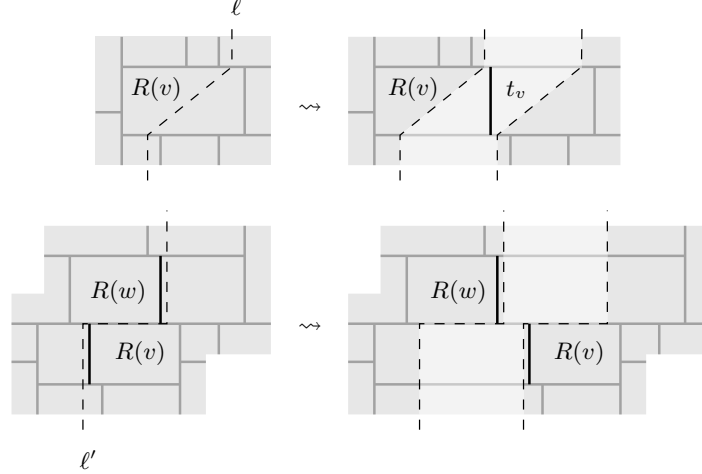 ℓ
R(v) ⇝ R(v) t_v
R(w) ⇝ R(w)
R(v) R(v)
ℓ′